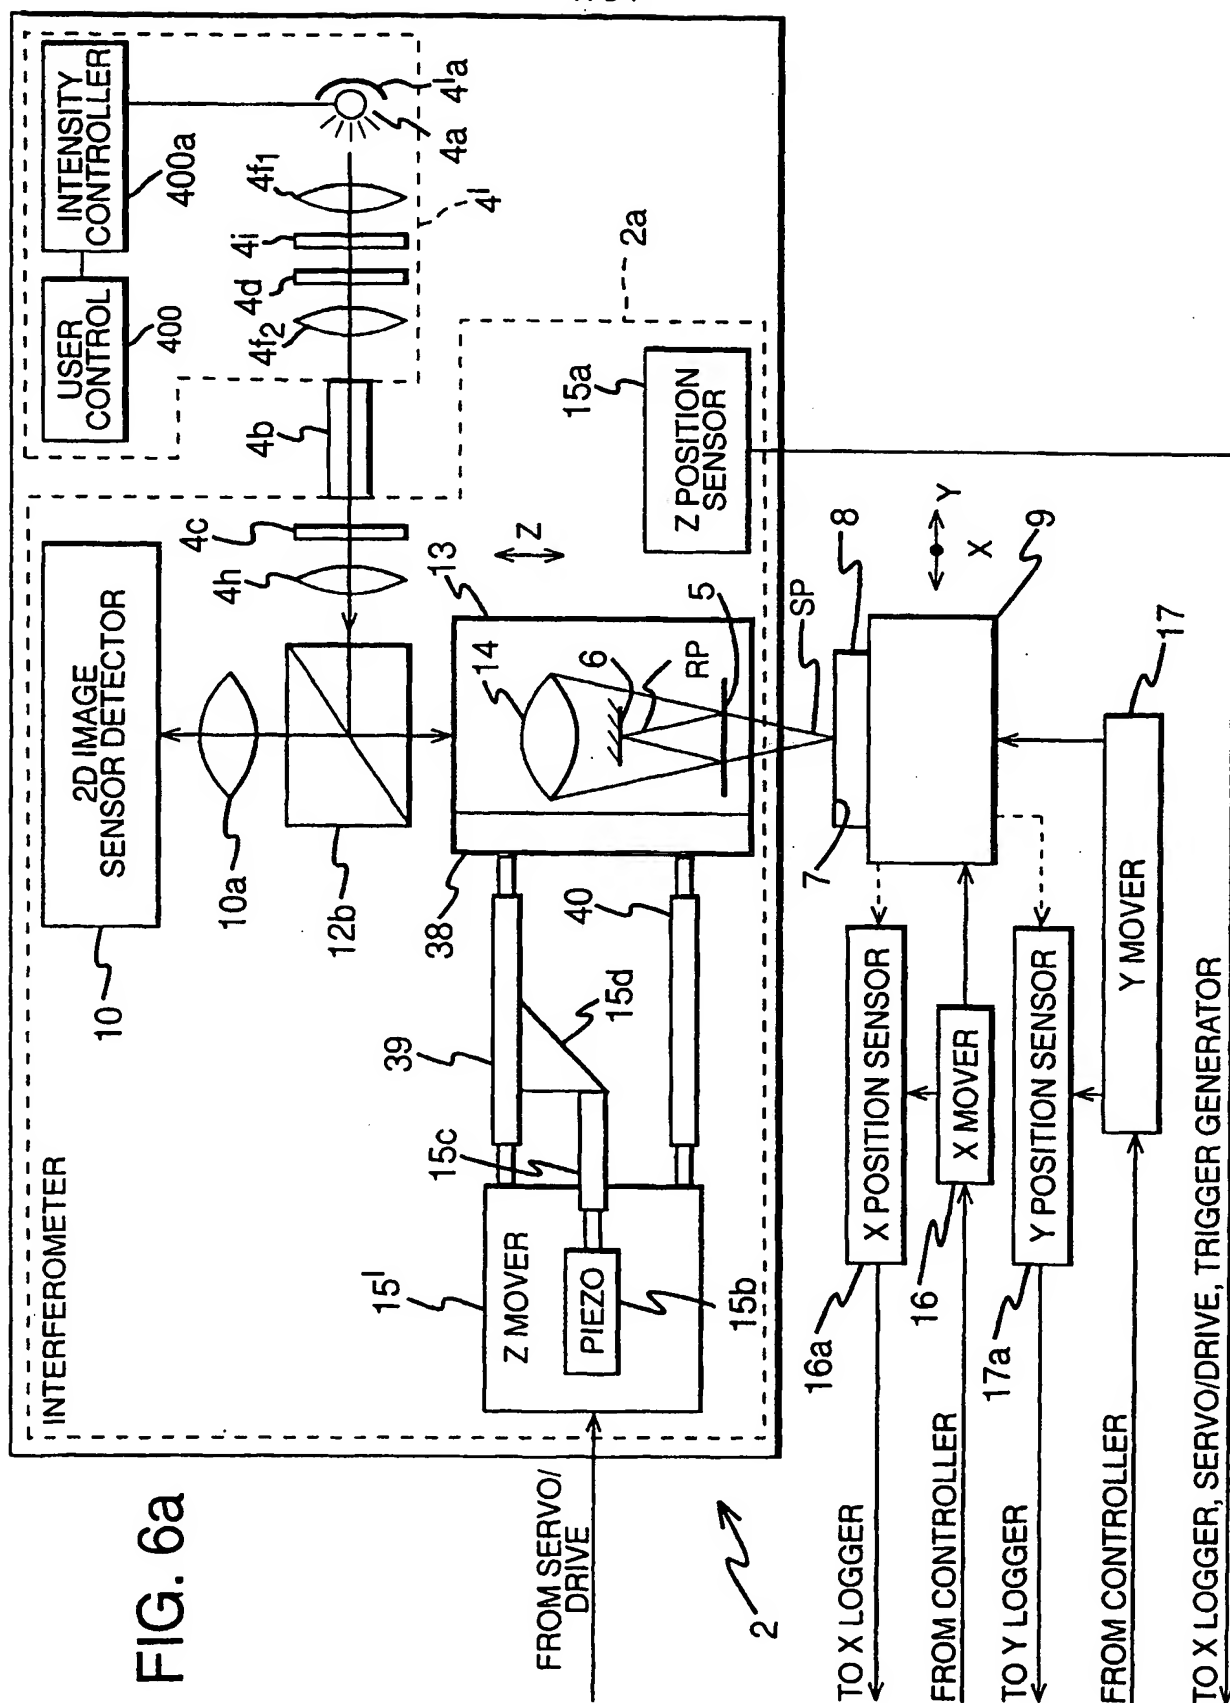 FIG. 6a
INTERFEROMETER
2D IMAGE
SENSOR DETECTOR
10
10a
12b
USER
CONTROL
400
INTENSITY
CONTROLLER
400a
4'a
4a
4f1
4i
4d
4f2
4'
4b
4c
4h
2a
Z POSITION
SENSOR
15a
Z
13
14
6
RP
5
SP
38
39
40
15d
15c
15'
Z MOVER
PIEZO
15b
FROM SERVO/
DRIVE
2
7
8
9
Y
X
17
X POSITION SENSOR
16a
X MOVER
16
Y POSITION SENSOR
17a
Y MOVER
TO X LOGGER
FROM CONTROLLER
TO Y LOGGER
FROM CONTROLLER
TO X LOGGER, SERVO/DRIVE, TRIGGER GENERATOR